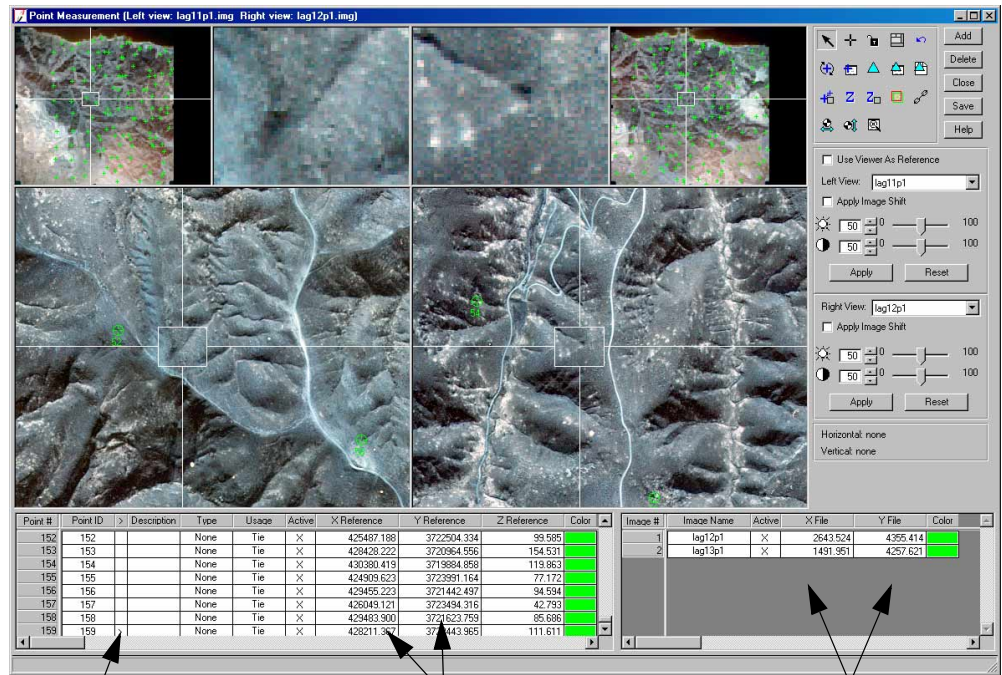 Point Measurement (Left view: lag11p1.img Right view: lag12p1.img)
Add
Delete
Close
Save
Help
Z Z
Use Viewer As Reference
Left View: lag11p1
Apply Image Shift
50 0 100
50 0 100
Apply Reset
Right View: lag12p1
Apply Image Shift
50 0 100
50 0 100
Apply Reset
Horizontal: none
Vertical: none
54
Point # Point ID > Description Type Usage Active X Reference Y Reference Z Reference Color
152 152 None Tie X 425487.188 3722504.334 99.585
153 153 None Tie X 428428.222 3720964.556 154.531
154 154 None Tie X 430380.419 3719884.858 119.863
155 155 None Tie X 424909.623 3723991.164 77.172
156 156 None Tie X 429455.223 3721442.497 94.594
157 157 None Tie X 426049.121 3723494.316 42.793
158 158 None Tie X 429483.900 3721623.759 85.686
159 159 > None Tie X 111.611
Image # Image Name Active X File Y File Color
1 lag12p1 X 2643.524 4355.414
2 lag13p1 X 1491.951 4257.621